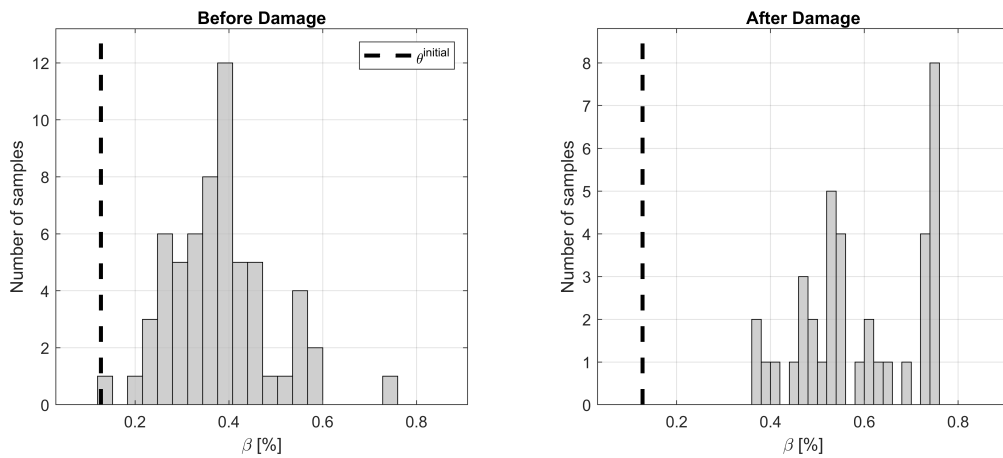 Before Damage
θ^initial
Number of samples
0
2
4
6
8
10
12
0.2 0.4 0.6 0.8
β [%]
After Damage
Number of samples
0
1
2
3
4
5
6
7
8
0.2 0.4 0.6 0.8
β [%]